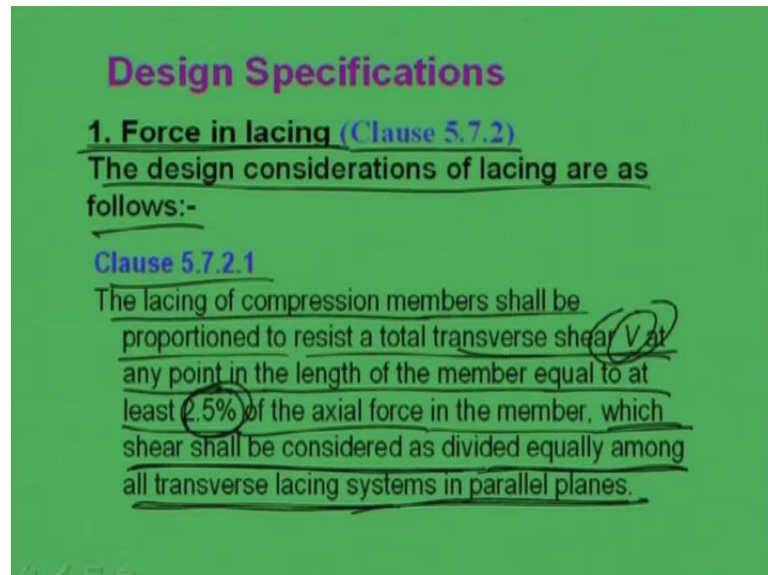 Design Specifications
1. Force in lacing (Clause 5.7.2)
The design considerations of lacing are as
follows:-
Clause 5.7.2.1
The lacing of compression members shall be
proportioned to resist a total transverse shear V at
any point in the length of the member equal to at
least 2.5% of the axial force in the member, which
shear shall be considered as divided equally among
all transverse lacing systems in parallel planes.